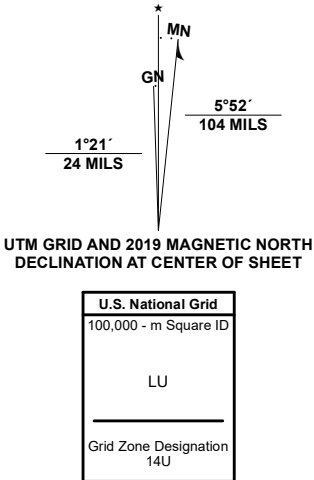 ★
MN
GN
5°52´
104 MILS
1°21´
24 MILS
UTM GRID AND 2019 MAGNETIC NORTH
DECLINATION AT CENTER OF SHEET
U.S. National Grid
100,000 - m Square ID
LU
Grid Zone Designation
14U